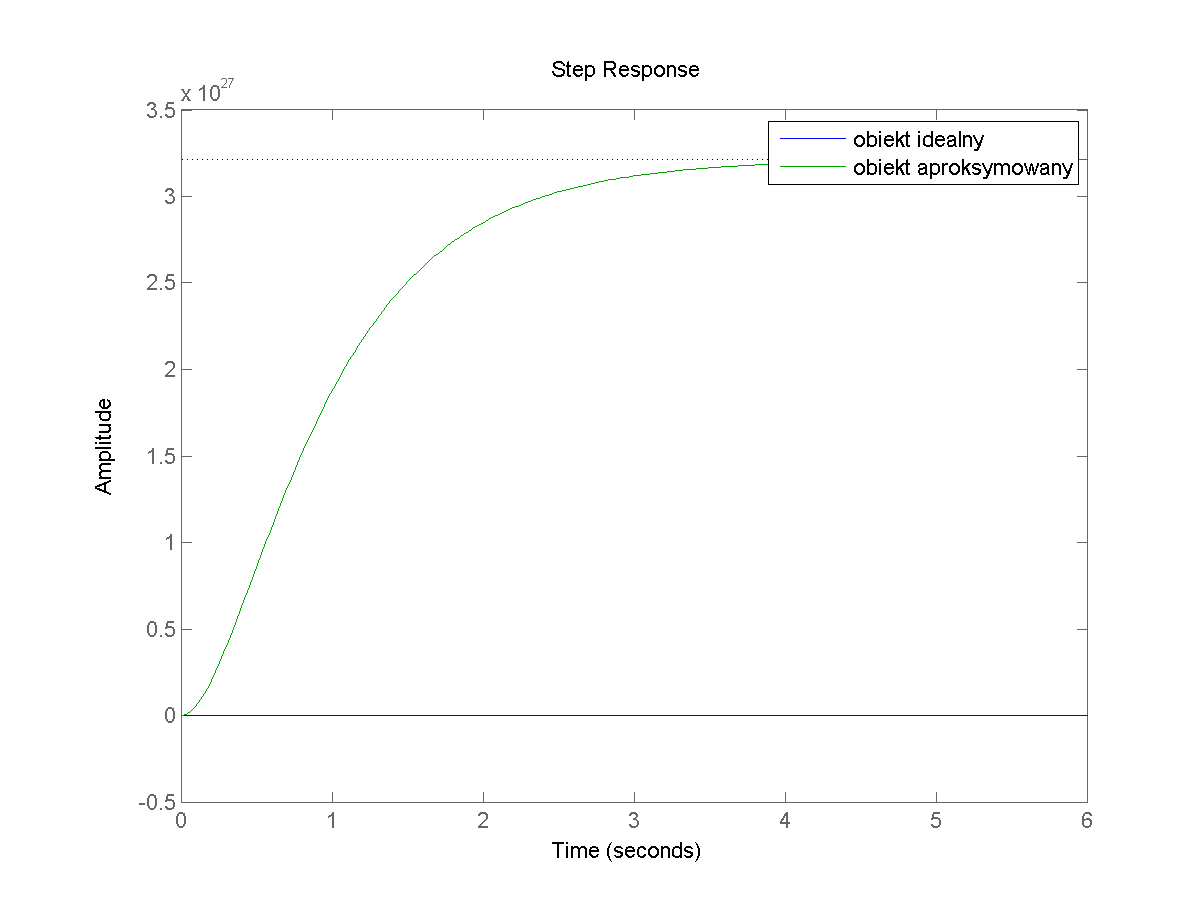 Step Response
x 10^27
3.5
3
2.5
2
1.5
1
0.5
0
-0.5
obiekt idealny
obiekt aproksymowany
Amplitude
0 1 2 3 4 5 6
Time (seconds)